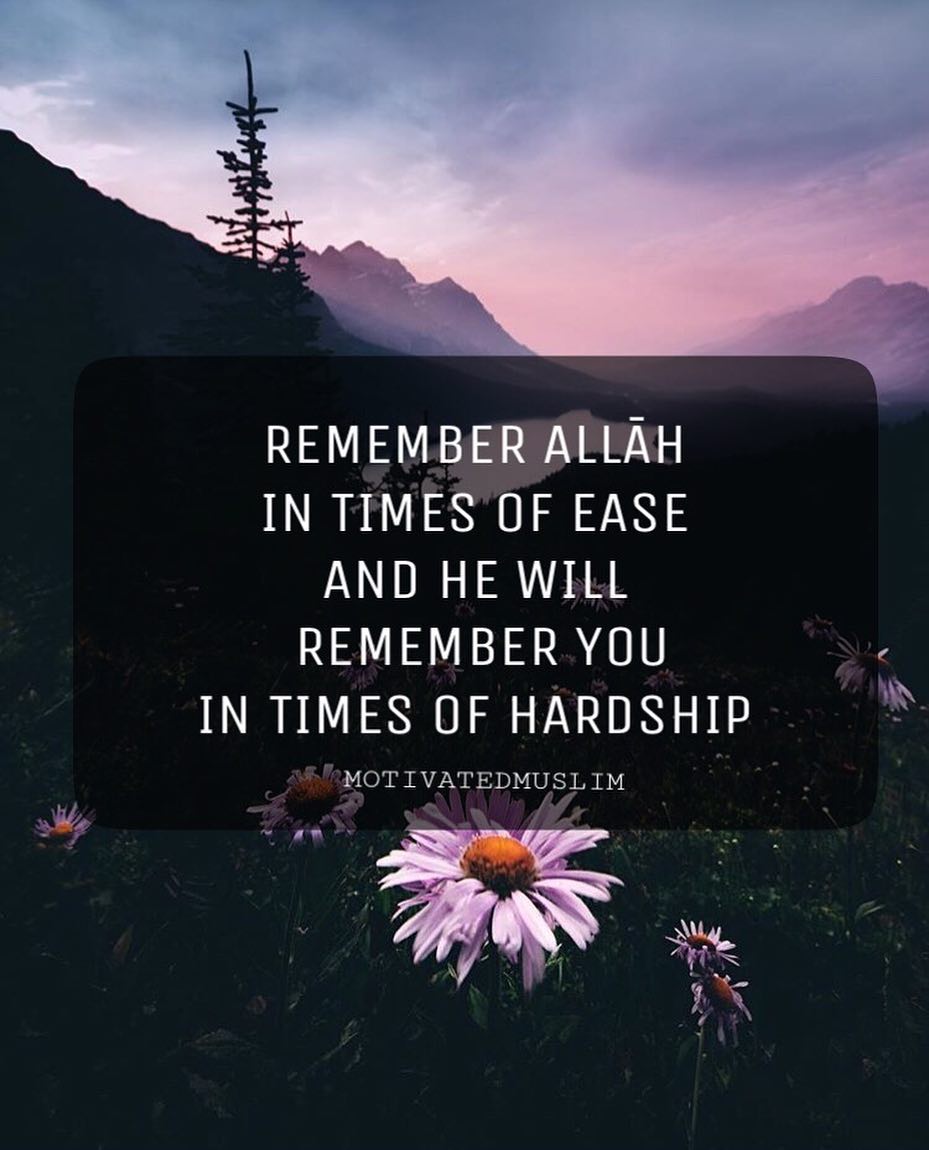 REMEMBER ALLĀH
IN TIMES OF EASE
AND HE WILL
REMEMBER YOU
IN TIMES OF HARDSHIP
MOTIVATEDMUSLIM